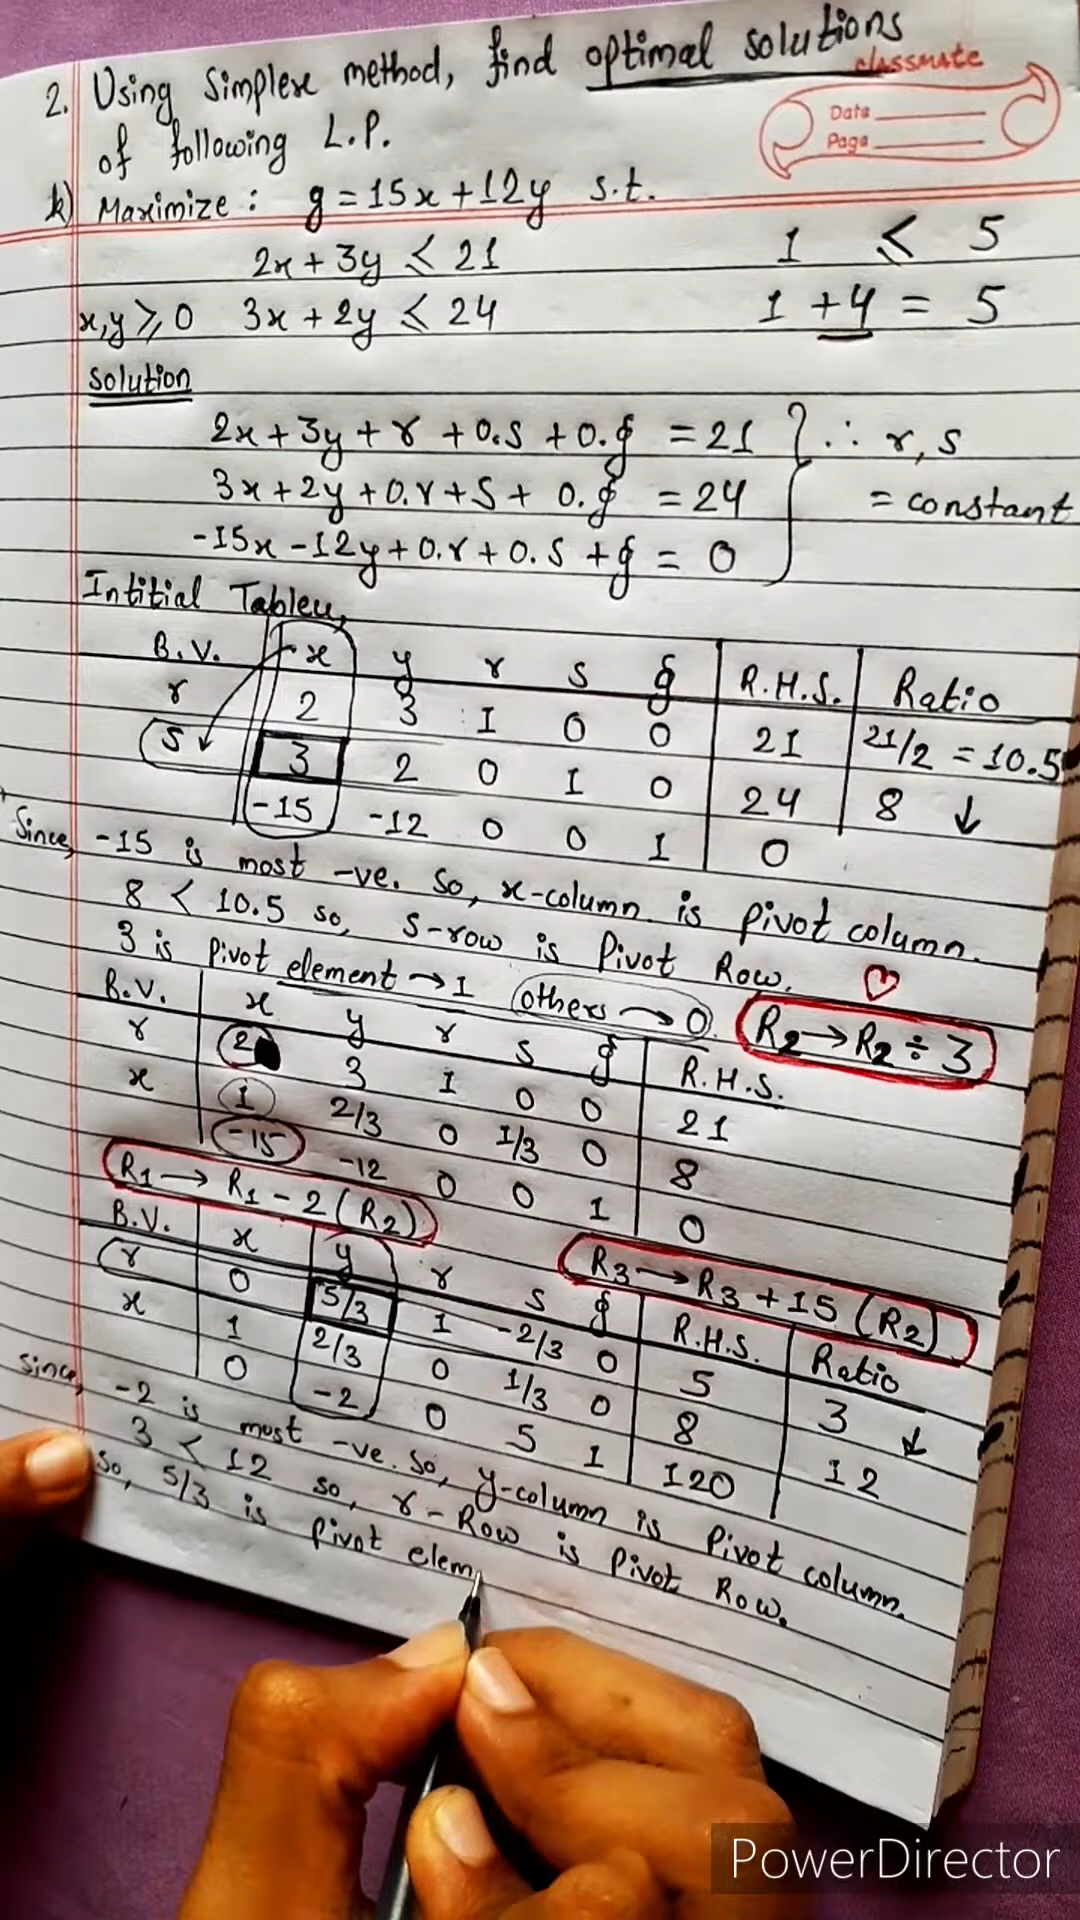 2. Using Simplex method, find optimal solutions
classmate
Date
Page
of following L.P.
k) Maximize : z = 15x + 12y s.t.
2x + 3y ≤ 21
1 < 5
x,y ≥ 0 3x + 2y ≤ 24
1 + 4 = 5
Solution
2x + 3y + r + 0.s + 0.z = 21 } ∴ r, s
3x + 2y + 0.r + s + 0.z = 24 = constant
-15x - 12y + 0.r + 0.s + z = 0
Intitial Tableu,
B.V. x y r s z R.H.S. Ratio
r 2 3 1 0 0 21 21/2 = 10.5
s 3 2 0 1 0 24 8 ↓
-15 -12 0 0 1 0
Since, -15 is most -ve. So, x-column is pivot column.
8 < 10.5 so, s-row is Pivot Row.
3 is Pivot element → 1 others → 0 R2 → R2 ÷ 3
B.V. x y r s z R.H.S.
r 2 3 1 0 0 21
x 1 2/3 0 1/3 0 8
-15 -12 0 0 1 0
R1 → R1 - 2 (R2)
R3 → R3 + 15 (R2)
B.V. x y r s z R.H.S. Ratio
r 0 5/3 1 -2/3 0 5 3 ↓
x 1 2/3 0 1/3 0 8 12
0 -2 0 5 1 120
Since, -2 is most -ve. So, y-column is Pivot column.
3 < 12 so, r-Row is Pivot Row.
So, 5/3 is pivot elem
PowerDirector